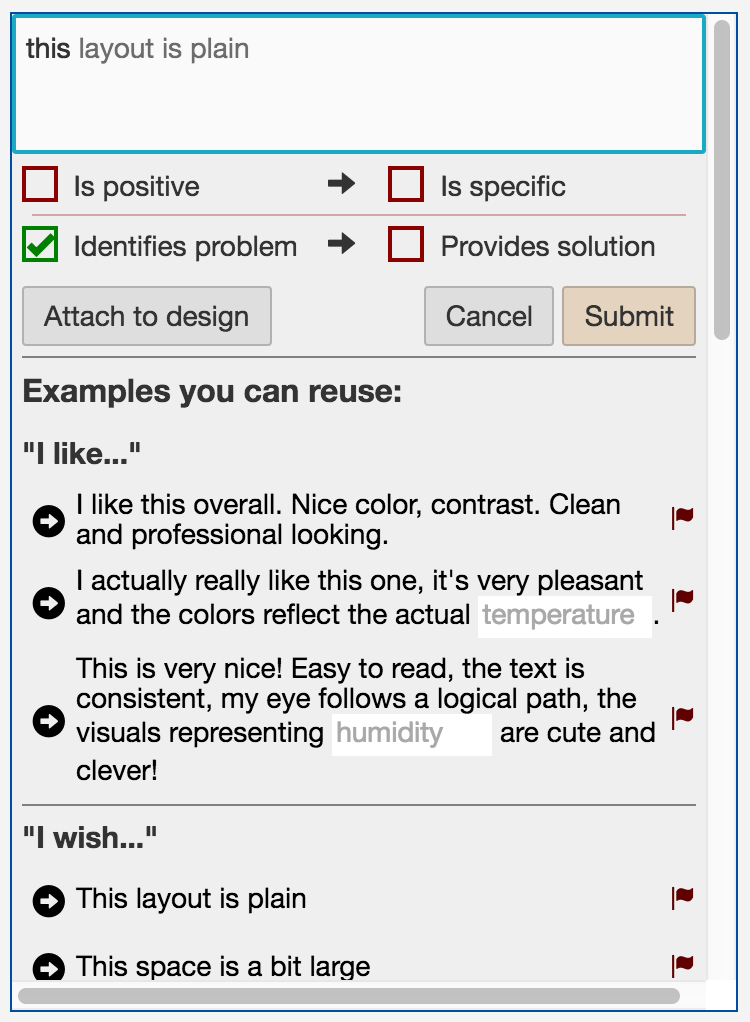 this layout is plain
Is positive
Is specific
Identifies problem
Provides solution
Attach to design
Cancel
Submit
Examples you can reuse:
"I like..."
I like this overall. Nice color, contrast. Clean
and professional looking.
I actually really like this one, it's very pleasant
and the colors reflect the actual temperature .
This is very nice! Easy to read, the text is
consistent, my eye follows a logical path, the
visuals representing humidity are cute and
clever!
"I wish..."
This layout is plain
This space is a bit large